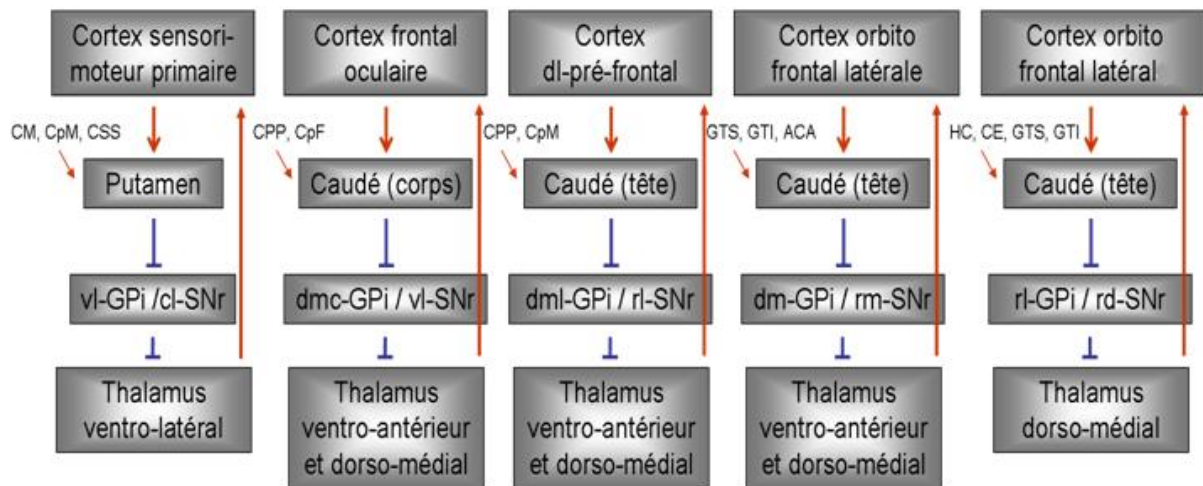 Cortex sensori-
moteur primaire
CM, CpM, CSS
Putamen
vl-GPi /cl-SNr
Thalamus
ventro-latéral
Cortex frontal
oculaire
CPP, CpF
Caudé (corps)
dmc-GPi / vl-SNr
Thalamus
ventro-antérieur
et dorso-médial
Cortex
dl-pré-frontal
CPP, CpM
Caudé (tête)
dml-GPi / rl-SNr
Thalamus
ventro-antérieur
et dorso-médial
Cortex orbito
frontal latérale
GTS, GTI, ACA
Caudé (tête)
dm-GPi / rm-SNr
Thalamus
ventro-antérieur
et dorso-médial
Cortex orbito
frontal latéral
HC, CE, GTS, GTI
Caudé (tête)
rl-GPi / rd-SNr
Thalamus
dorso-médial